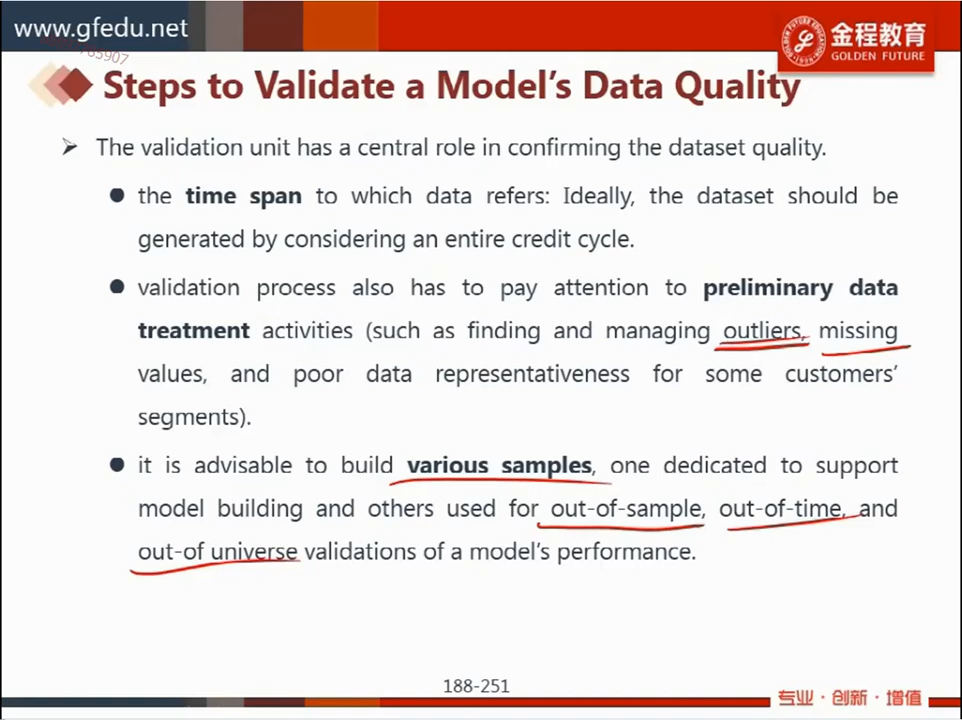 www.gfedu.net
金程教育
GOLDEN FUTURE
Steps to Validate a Model's Data Quality
➢ The validation unit has a central role in confirming the dataset quality.
● the time span to which data refers: Ideally, the dataset should be
generated by considering an entire credit cycle.
● validation process also has to pay attention to preliminary data
treatment activities (such as finding and managing outliers, missing
values, and poor data representativeness for some customers'
segments).
● it is advisable to build various samples, one dedicated to support
model building and others used for out-of-sample, out-of-time, and
out-of universe validations of a model's performance.
188-251
专业·创新·增值